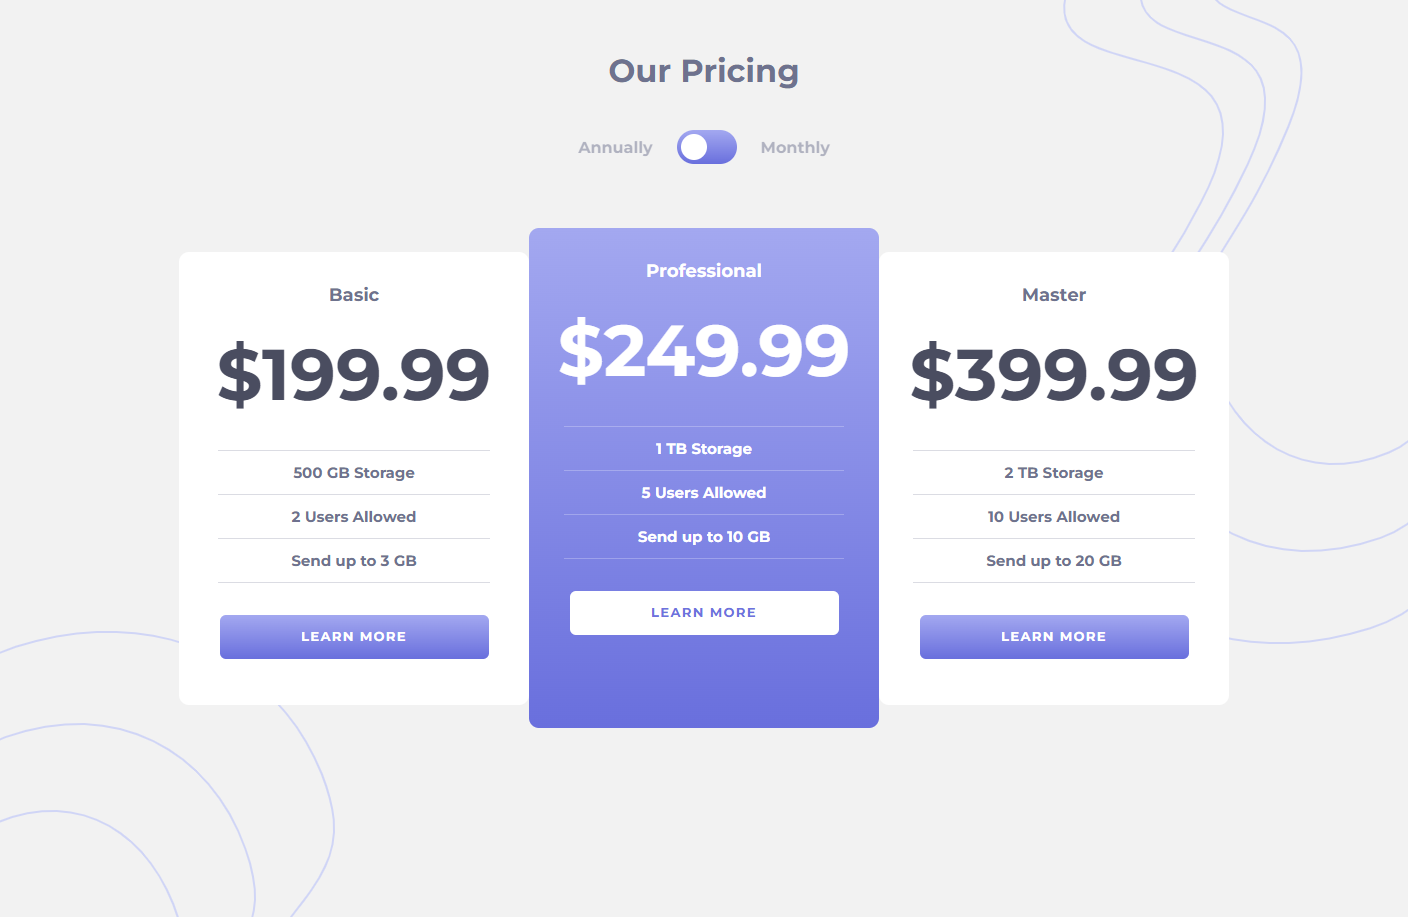 Our Pricing
Annually Monthly
Basic
$199.99
500 GB Storage
2 Users Allowed
Send up to 3 GB
LEARN MORE
Professional
$249.99
1 TB Storage
5 Users Allowed
Send up to 10 GB
LEARN MORE
Master
$399.99
2 TB Storage
10 Users Allowed
Send up to 20 GB
LEARN MORE